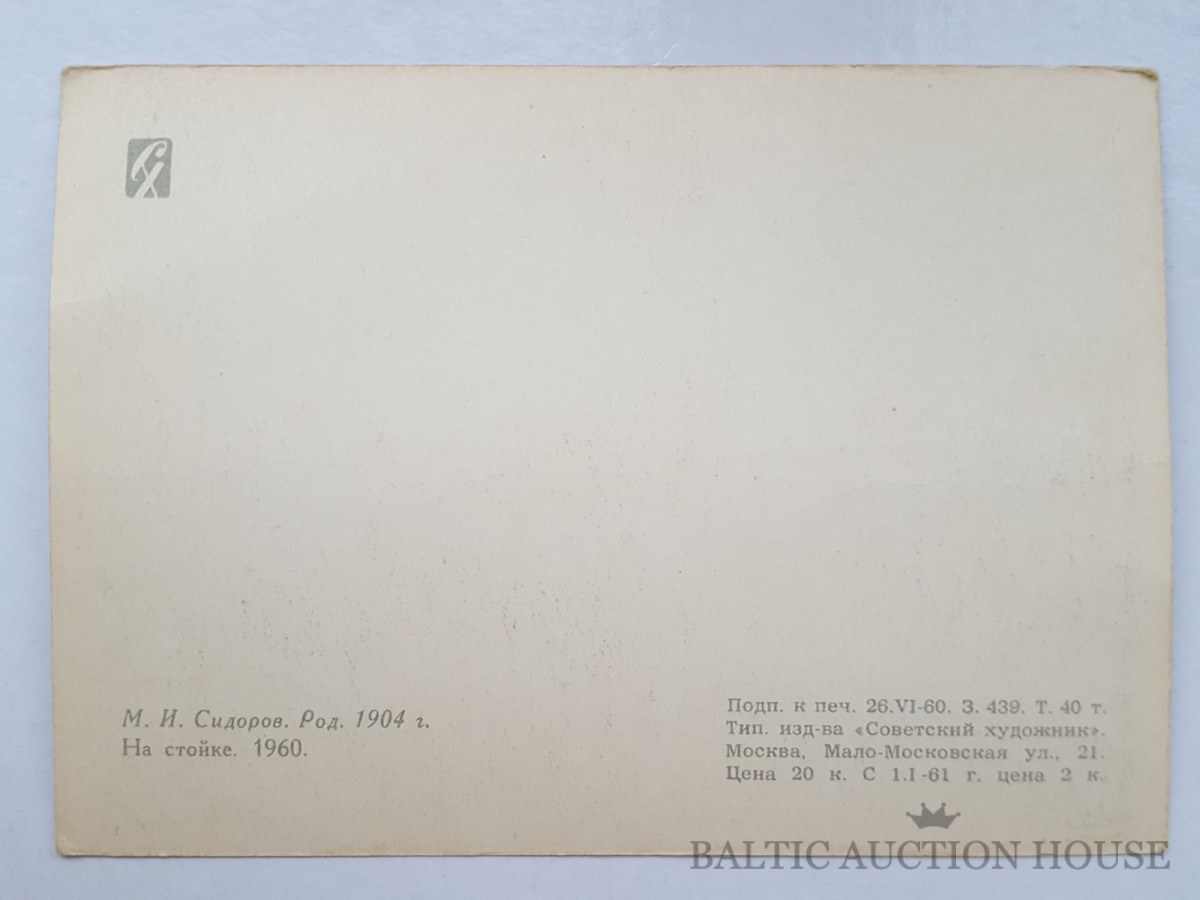 СХ
М. И. Сидоров. Род. 1904 г.
На стойке. 1960.
Подп. к печ. 26.VI-60. З. 439. Т. 40 т.
Тип. изд-ва «Советский художник».
Москва, Мало-Московская ул., 21.
Цена 20 к. С 1.I-61 г. цена 2 к.
BALTIC AUCTION HOUSE